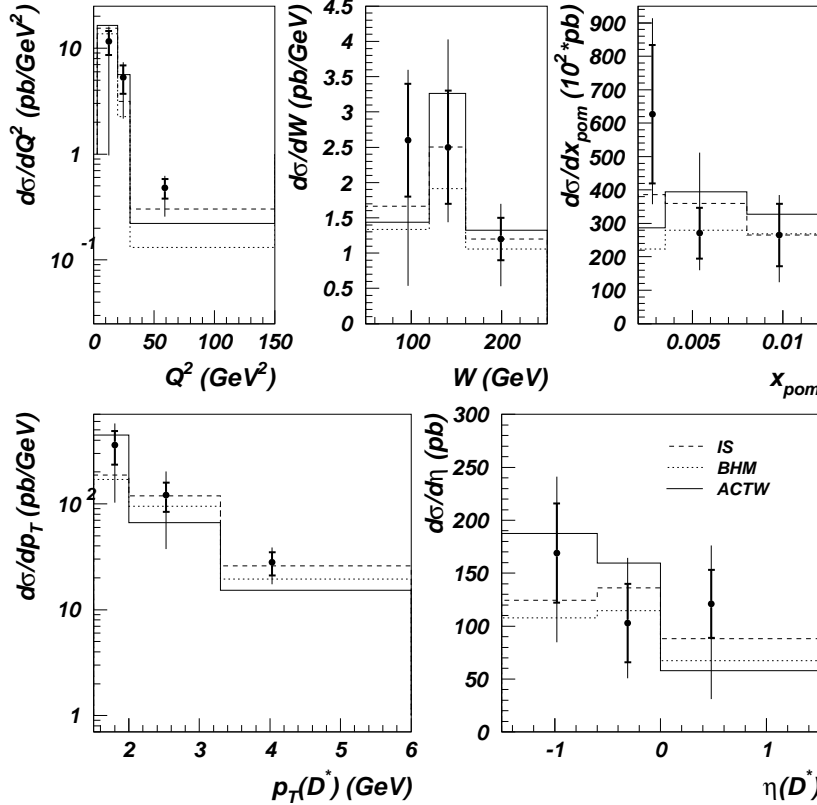 dσ/dQ² (pb/GeV²)
10
1
10⁻¹
0 50 100 150
Q² (GeV²)
dσ/dW (pb/GeV)
4.5
4
3.5
3
2.5
2
1.5
1
0.5
0
100 200
W (GeV)
dσ/dx_pom (10²*pb)
900
800
700
600
500
400
300
200
100
0
0.005 0.01
x_pom
dσ/dp_T (pb/GeV)
10²
10
1
2 3 4 5 6
p_T(D*) (GeV)
dσ/dη (pb)
300
250
200
150
100
50
0
-1 0 1
η(D*)
IS
BHM
ACTW